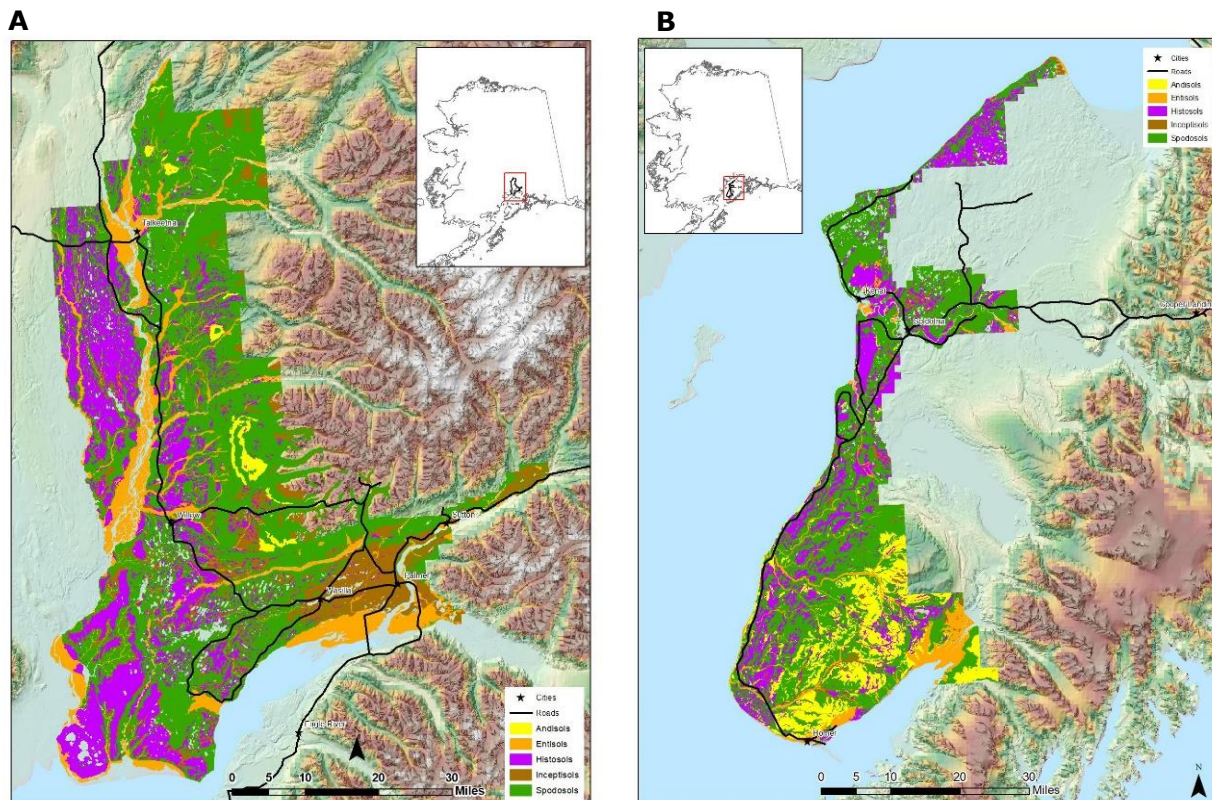 A
B
Cities
Roads
Andisols
Entisols
Histosols
Inceptisols
Spodosols
Talkeetna
Willow
Sutton
Palmer
Wasilla
Eagle River
Cities
Roads
Andisols
Entisols
Histosols
Inceptisols
Spodosols
0 5 10 20 30
Miles
Kenai
Soldotna
Cooper Landin
Homer
N
0 5 10 20 30
Miles